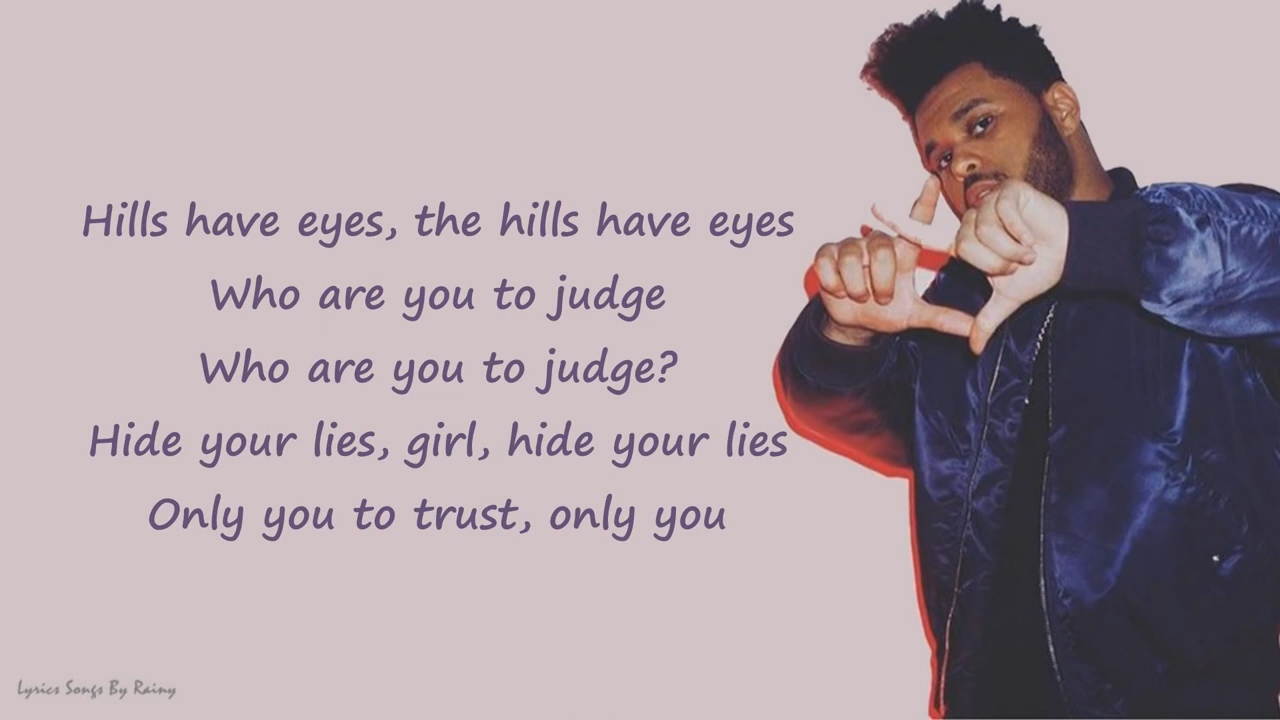 Hills have eyes, the hills have eyes
Who are you to judge
Who are you to judge?
Hide your lies, girl, hide your lies
Only you to trust, only you
Lyrics Songs By Rainy